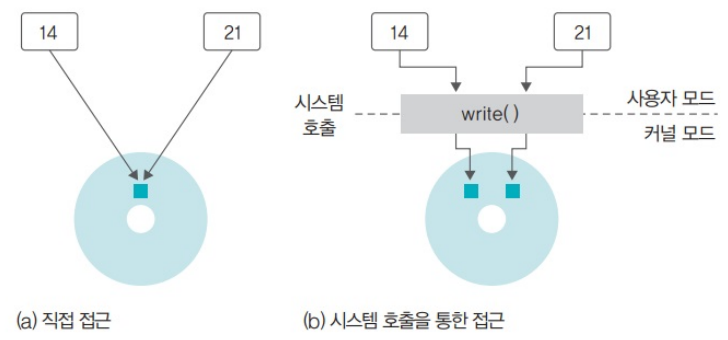 14
21
14
21
시스템
호출
write( )
사용자 모드
커널 모드
(a) 직접 접근
(b) 시스템 호출을 통한 접근